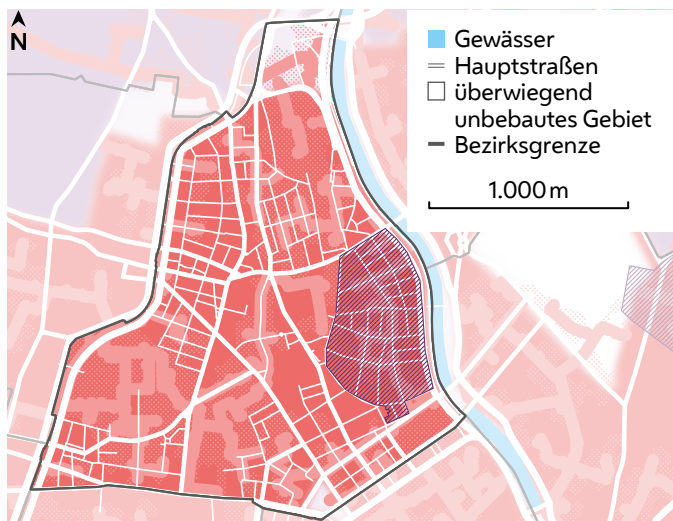 N
Gewässer
Hauptstraßen
überwiegend
unbebautes Gebiet
Bezirksgrenze
1.000 m